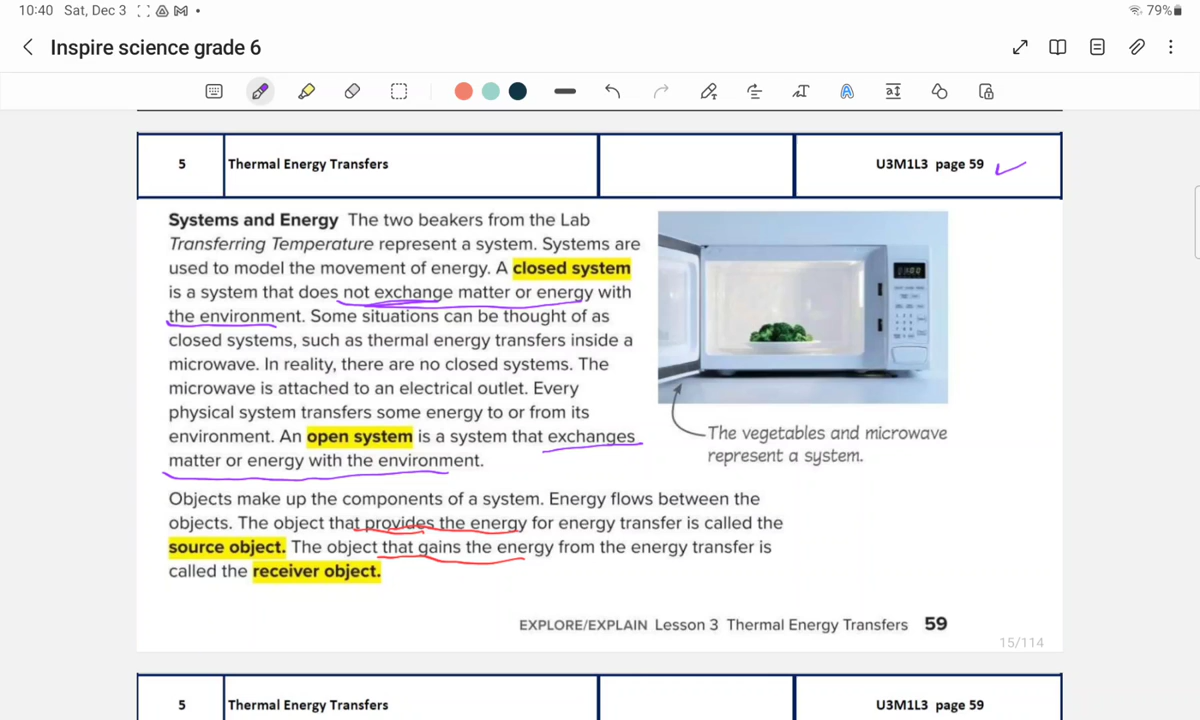 10:40 Sat, Dec 3
79%
Inspire science grade 6
5
Thermal Energy Transfers
U3M1L3 page 59
Systems and Energy The two beakers from the Lab
Transferring Temperature represent a system. Systems are
used to model the movement of energy. A closed system
is a system that does not exchange matter or energy with
the environment. Some situations can be thought of as
closed systems, such as thermal energy transfers inside a
microwave. In reality, there are no closed systems. The
microwave is attached to an electrical outlet. Every
physical system transfers some energy to or from its
environment. An open system is a system that exchanges
matter or energy with the environment.
The vegetables and microwave
represent a system.
Objects make up the components of a system. Energy flows between the
objects. The object that provides the energy for energy transfer is called the
source object. The object that gains the energy from the energy transfer is
called the receiver object.
EXPLORE/EXPLAIN Lesson 3 Thermal Energy Transfers 59
15/114
5
Thermal Energy Transfers
U3M1L3 page 59